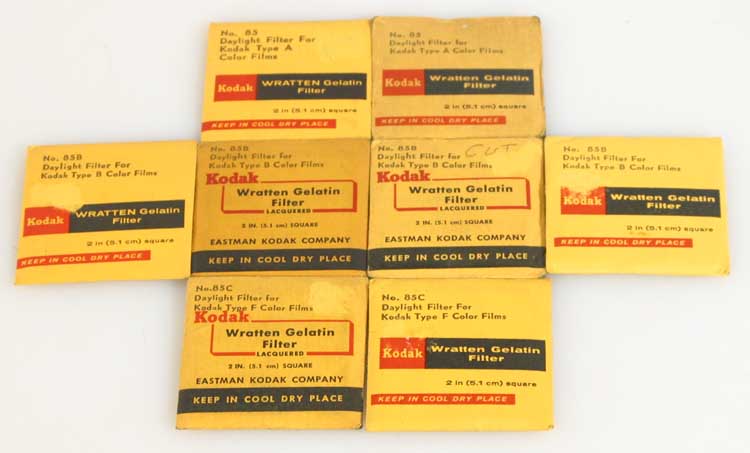 No. 85
Daylight Filter For
Kodak Type A
Color Films
Kodak
WRATTEN Gelatin
Filter
2 in (5.1 cm) square
KEEP IN COOL DRY PLACE
No. 85
Daylight Filter for
Kodak Type A Color Films
Kodak
Wratten Gelatin
Filter
2 in (5.1 cm) square
KEEP IN COOL DRY PLACE
No. 85B
Daylight Filter For
Kodak Type B Color Films
Kodak
WRATTEN Gelatin
Filter
2 in (5.1 cm) square
KEEP IN COOL DRY PLACE
No. 85B
Daylight Filter for
Kodak Type B Color Films
Kodak
Wratten Gelatin
Filter
LACQUERED
2 IN. (5.1 cm) SQUARE
EASTMAN KODAK COMPANY
KEEP IN COOL DRY PLACE
No. 85B
CUT
Daylight Filter for
Kodak Type B Color Films
Kodak
Wratten Gelatin
Filter
LACQUERED
2 IN. (5.1 cm) SQUARE
EASTMAN KODAK COMPANY
KEEP IN COOL DRY PLACE
No. 85B
Daylight Filter For
Kodak Type B Color Films
Kodak
WRATTEN Gelatin
Filter
2 in (5.1 cm) square
KEEP IN COOL DRY PLACE
No. 85C
Daylight Filter for
Kodak Type F Color Films
Kodak
Wratten Gelatin
Filter
LACQUERED
2 IN. (5.1 cm) SQUARE
EASTMAN KODAK COMPANY
KEEP IN COOL DRY PLACE
No. 85C
Daylight Filter For
Kodak Type F Color Films
Kodak
Wratten Gelatin
Filter
2 in (5.1 cm) square
KEEP IN COOL DRY PLACE